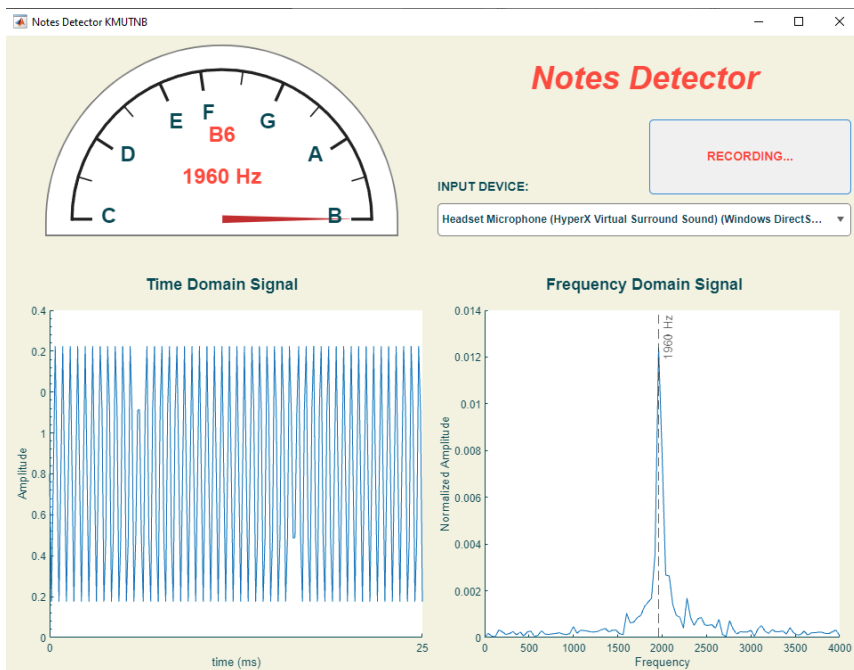 Notes Detector KMUTNB
Notes Detector
C
D
E
F
G
A
B
B6
1960 Hz
RECORDING...
INPUT DEVICE:
Headset Microphone (HyperX Virtual Surround Sound) (Windows DirectS...
Time Domain Signal
0.4
0.2
0
1
0.8
0.6
0.4
0.2
0
Amplitude
0
25
time (ms)
Frequency Domain Signal
0.014
0.012
0.01
0.008
0.006
0.004
0.002
0
Normalized Amplitude
1960 Hz
0
500
1000
1500
2000
2500
3000
3500
4000
Frequency